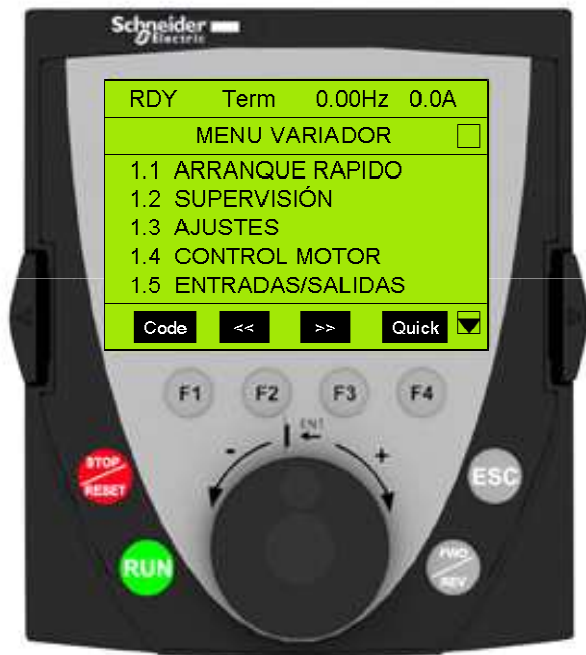 Schneider
Electric
RDY Term 0.00Hz 0.0A
MENU VARIADOR
1.1 ARRANQUE RAPIDO
1.2 SUPERVISIÓN
1.3 AJUSTES
1.4 CONTROL MOTOR
1.5 ENTRADAS/SALIDAS
Code << >> Quick
F1 F2 F3 F4
ENT
- +
STOP
RESET
ESC
RUN
FWD
REV